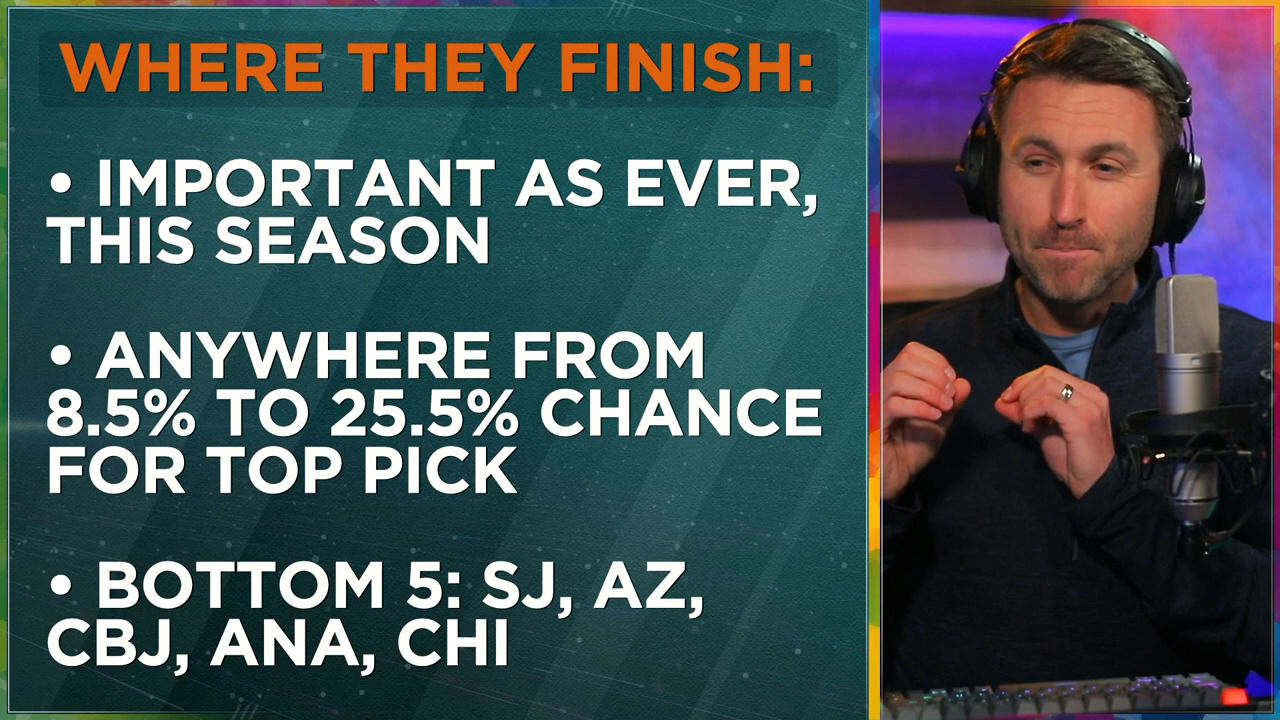 WHERE THEY FINISH:
• IMPORTANT AS EVER,
THIS SEASON
• ANYWHERE FROM
8.5% TO 25.5% CHANCE
FOR TOP PICK
• BOTTOM 5: SJ, AZ,
CBJ, ANA, CHI